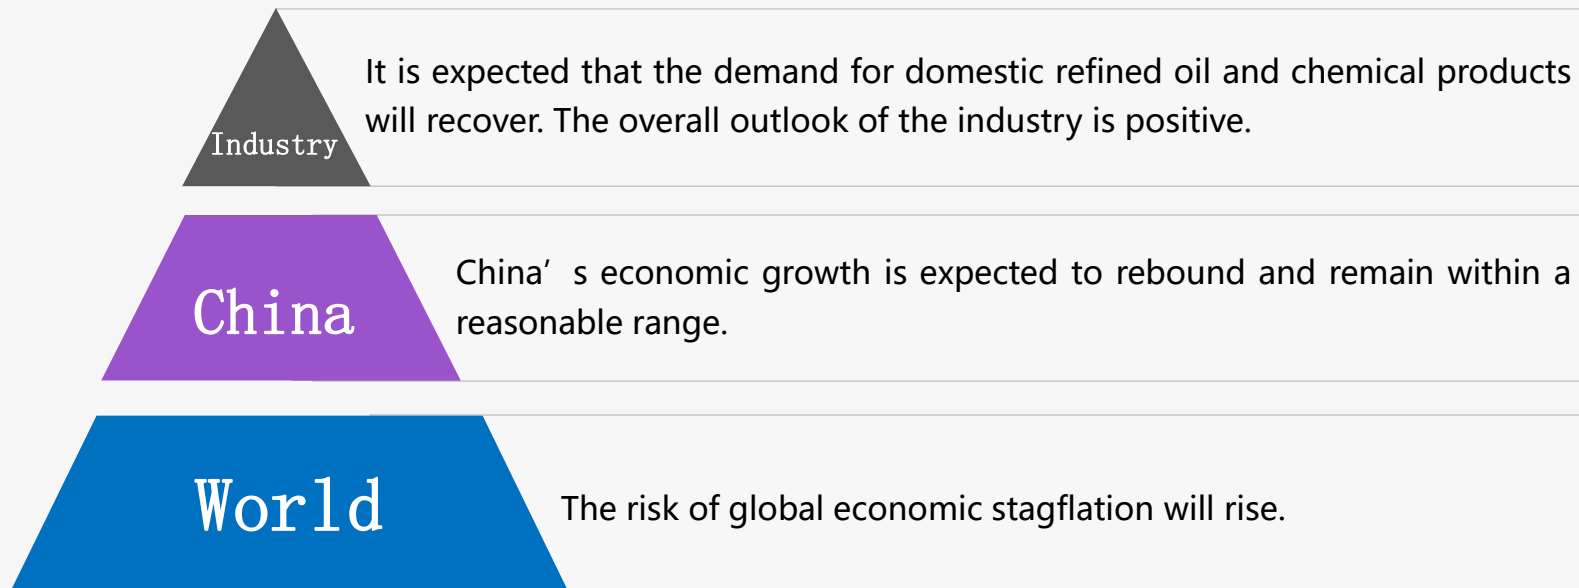 It is expected that the demand for domestic refined oil and chemical products
will recover. The overall outlook of the industry is positive.
Industry
China’s economic growth is expected to rebound and remain within a
reasonable range.
China
World
The risk of global economic stagflation will rise.